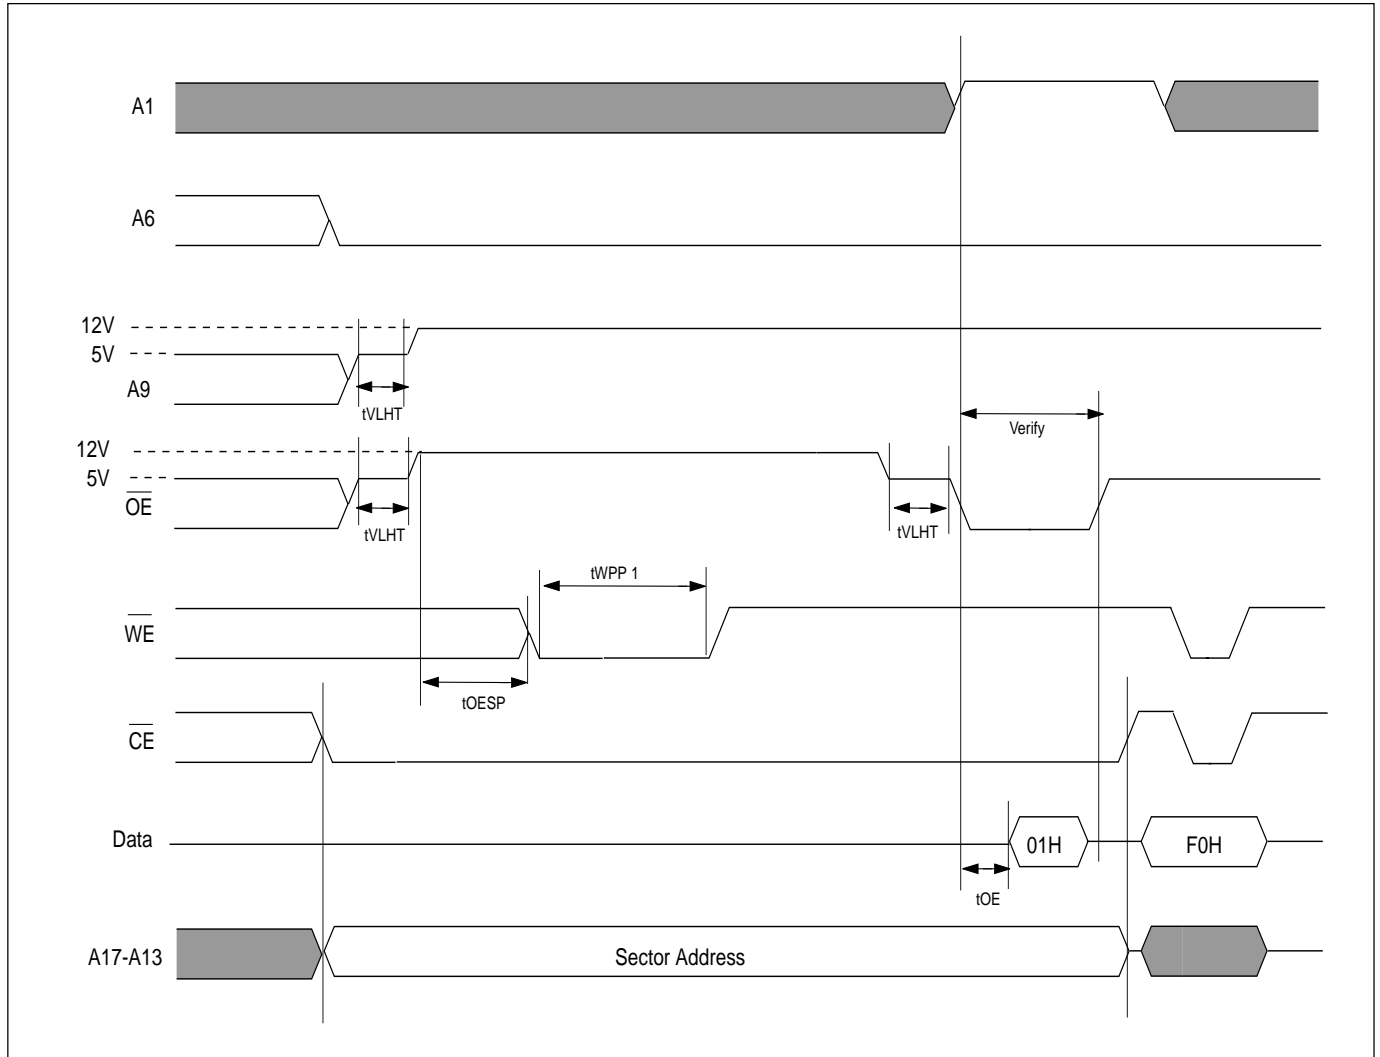 A1
A6
12V
5V
A9
tVLHT
Verify
12V
5V
OE
tVLHT
tVLHT
tWPP 1
WE
tOESP
CE
Data
01H
F0H
tOE
A17-A13
Sector Address